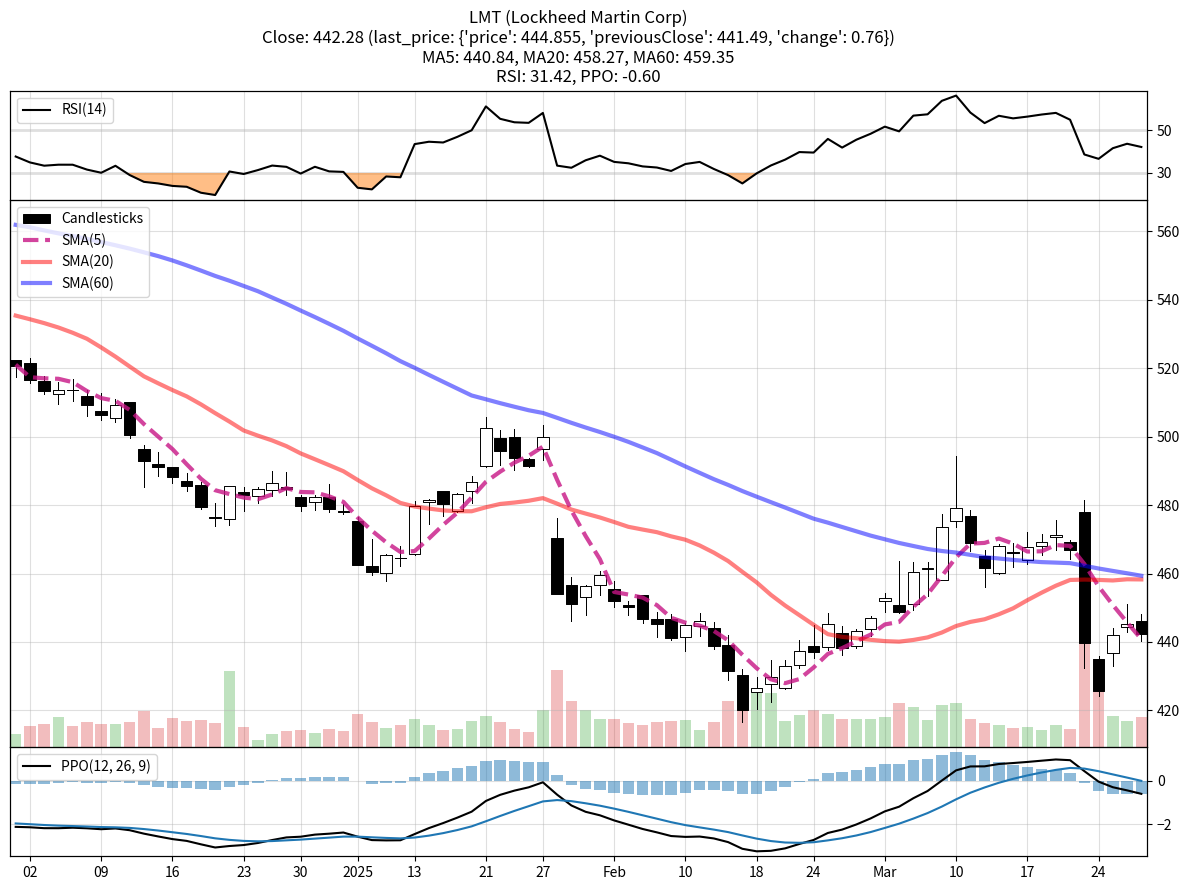 LMT (Lockheed Martin Corp)
Close: 442.28 (last_price: {'price': 444.855, 'previousClose': 441.49, 'change': 0.76})
MA5: 440.84, MA20: 458.27, MA60: 459.35
RSI: 31.42, PPO: -0.60
RSI(14)
50
30
Candlesticks
SMA(5)
SMA(20)
SMA(60)
560
540
520
500
480
460
440
420
PPO(12, 26, 9)
0
−2
02 09 16 23 30 2025 13 21 27 Feb 10 18 24 Mar 10 17 24